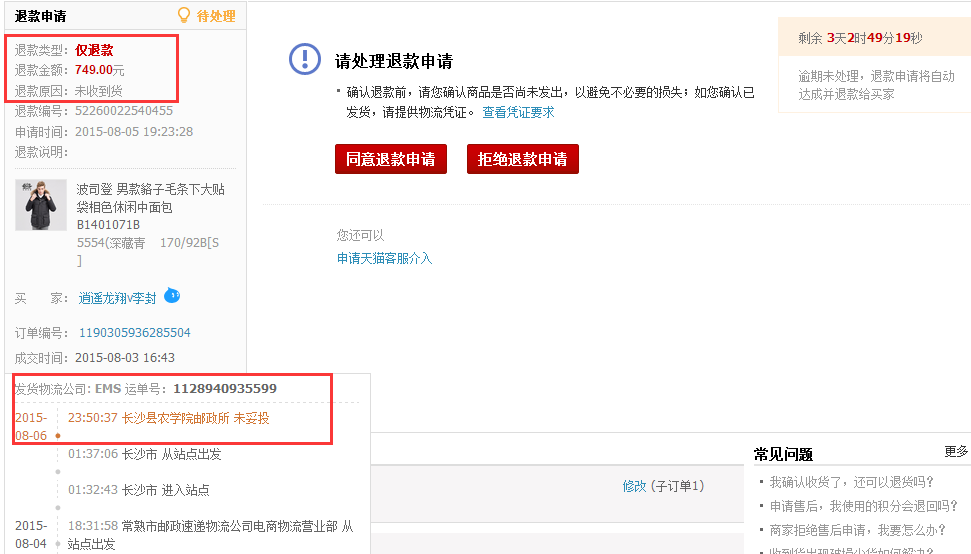 退款申请
待处理
退款类型：仅退款
退款金额：749.00元
退款原因：未收到货
退款编号：52260022540455
申请时间：2015-08-05 19:23:28
退款说明：
波司登 男款貉子毛条下大贴
袋相色休闲中面包
B1401071B
5554(深藏青 170/92B[S
]
买 家：逍遥龙翔v李封
订单编号：1190305936285504
成交时间：2015-08-03 16:43
发货物流公司：EMS 运单号：1128940935599
2015-
08-06
23:50:37 长沙县农学院邮政所 未妥投
01:37:06 长沙市 从站点出发
01:32:43 长沙市 进入站点
2015-
08-04
18:31:58 常熟市邮政速递物流公司电商物流营业部 从
站点出发
请处理退款申请
确认退款前，请您确认商品是否尚未发出，以避免不必要的损失；如您确认已
发货，请提供物流凭证。 查看凭证要求
同意退款申请
拒绝退款申请
您还可以
申请天猫客服介入
剩余 3天2时49分19秒
逾期未处理，退款申请将自动
达成并退款给买家
修改 (子订单1)
常见问题
更多
我确认收货了，还可以退货吗？
申请售后，我使用的积分会退回吗？
商家拒绝售后申请，我要怎么办？